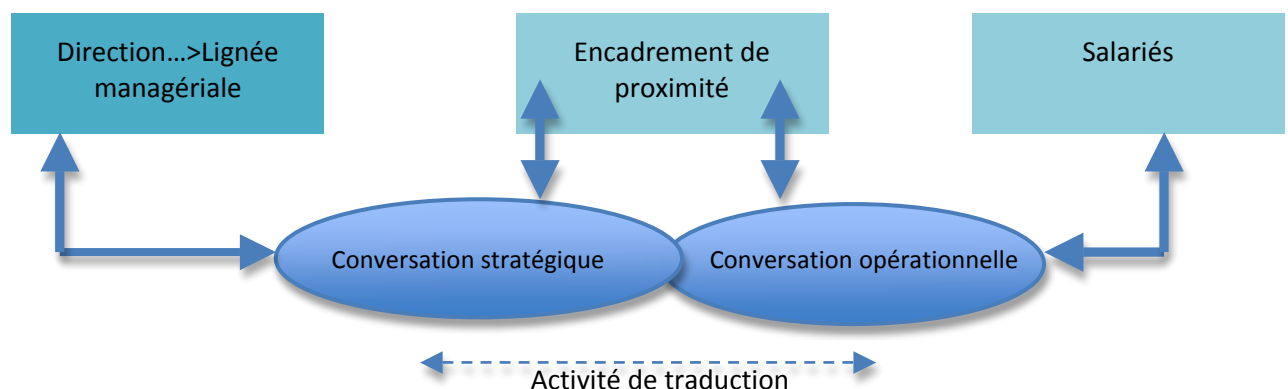 Direction…>Lignée
managériale
Encadrement de
proximité
Salariés
Conversation stratégique
Conversation opérationnelle
Activité de traduction